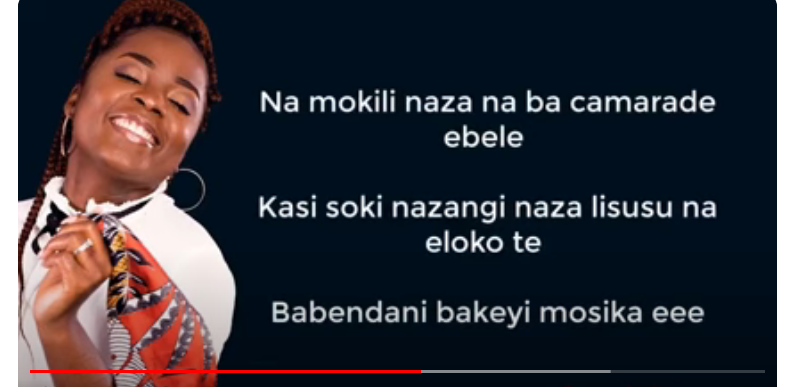 Na mokili naza na ba camarade
ebele
Kasi soki nazangi naza lisusu na
eloko te
Babendani bakeyi mosika eee